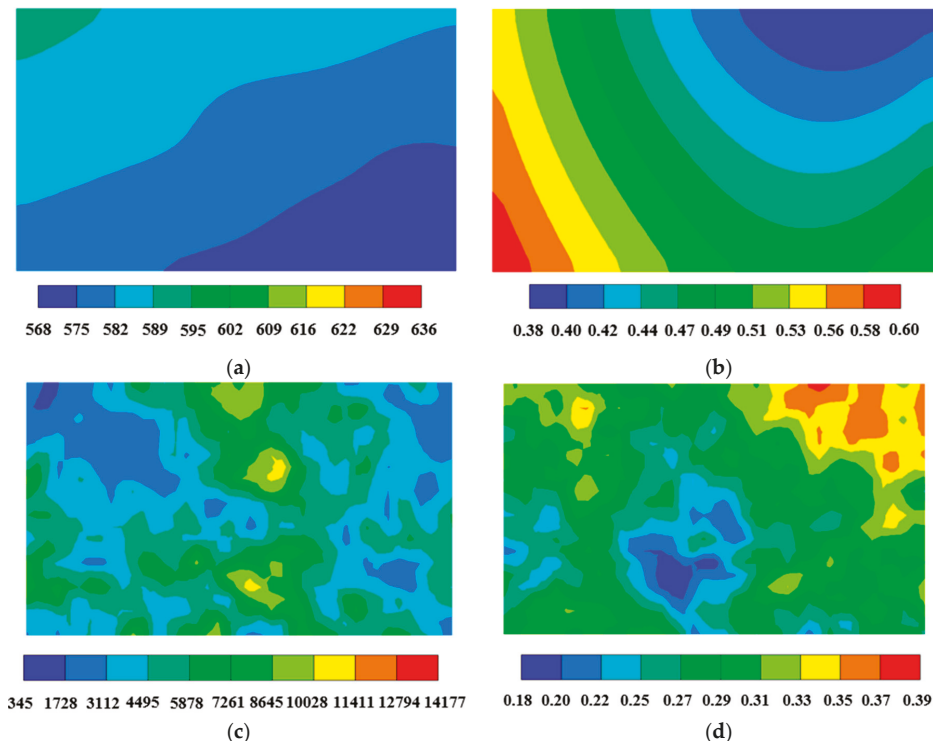 568 575 582 589 595 602 609 616 622 629 636
0.38 0.40 0.42 0.44 0.47 0.49 0.51 0.53 0.56 0.58 0.60
(a)
(b)
345 1728 3112 4495 5878 7261 8645 10028 11411 12794 14177
0.18 0.20 0.22 0.25 0.27 0.29 0.31 0.33 0.35 0.37 0.39
(c)
(d)